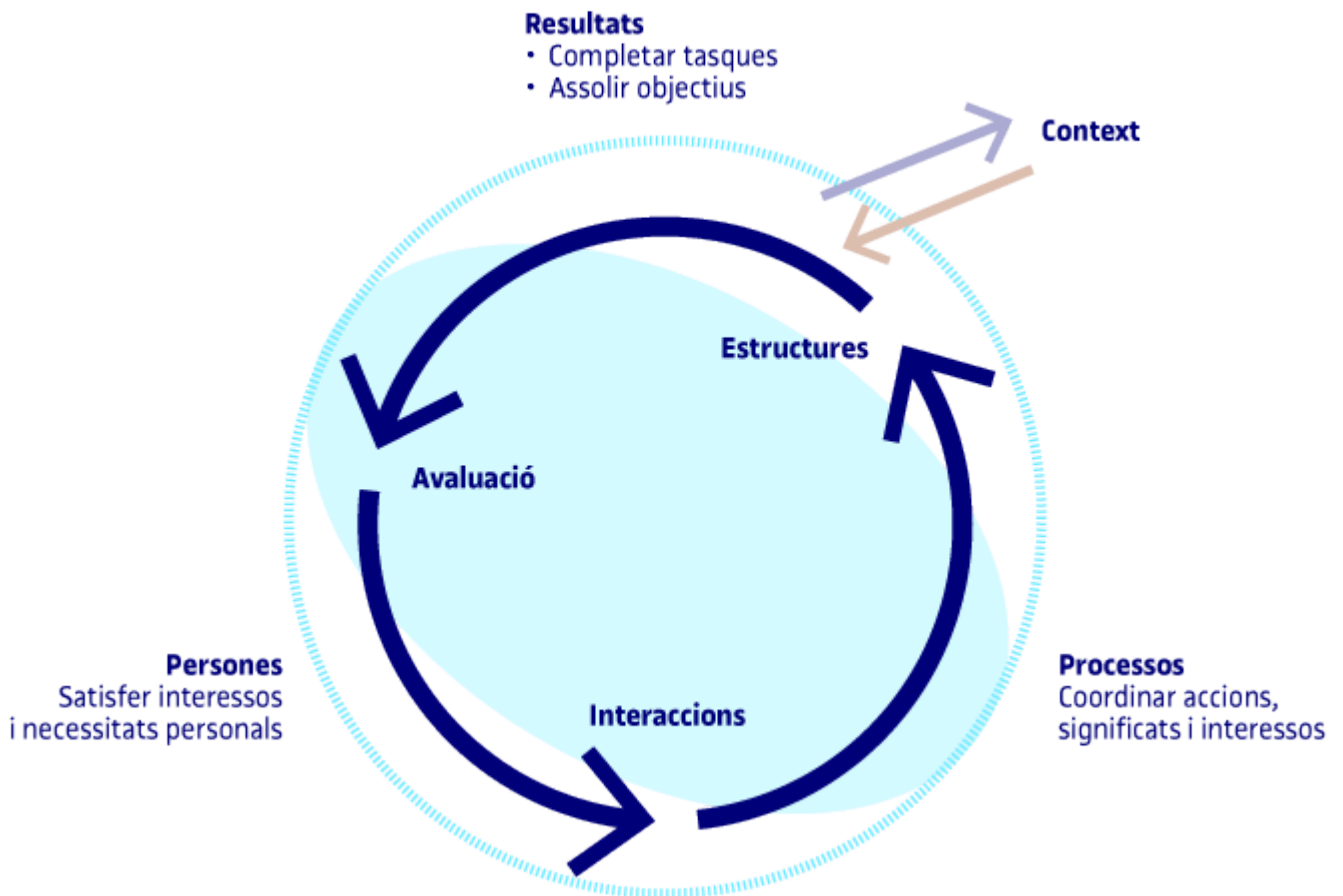 Resultats
• Completar tasques
• Assolir objectius
Context
Estructures
Avaluació
Persones
Satisfer interessos
i necessitats personals
Interaccions
Processos
Coordinar accions,
significats i interessos